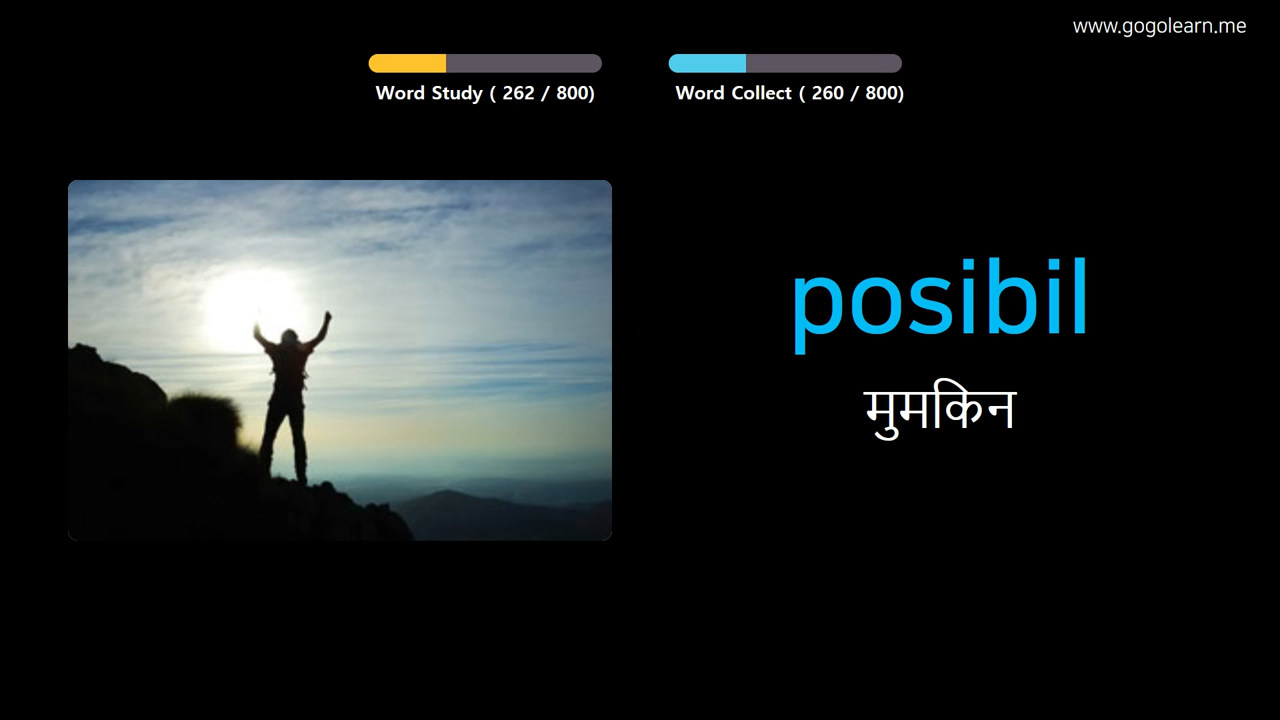 www.gogolearn.me
Word Study ( 262 / 800)
Word Collect ( 260 / 800)
posibil
मुमकिन